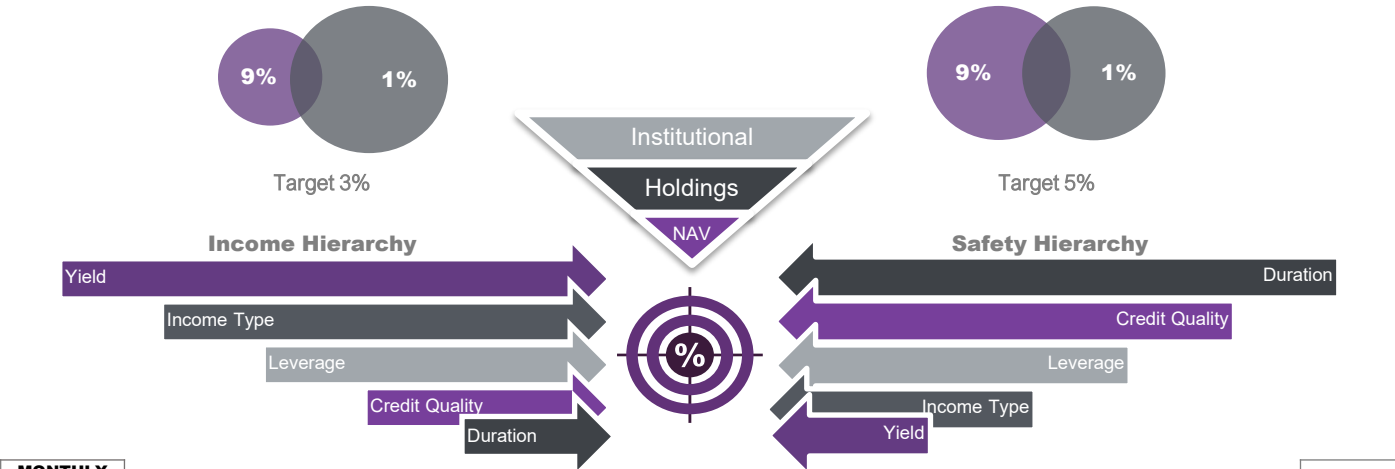 9%
1%
Target 3%
Institutional
Holdings
NAV
9%
1%
Target 5%
Income Hierarchy
Yield
Income Type
Leverage
Credit Quality
Duration
%
Safety Hierarchy
Duration
Credit Quality
Leverage
Income Type
Yield
MONTHLY